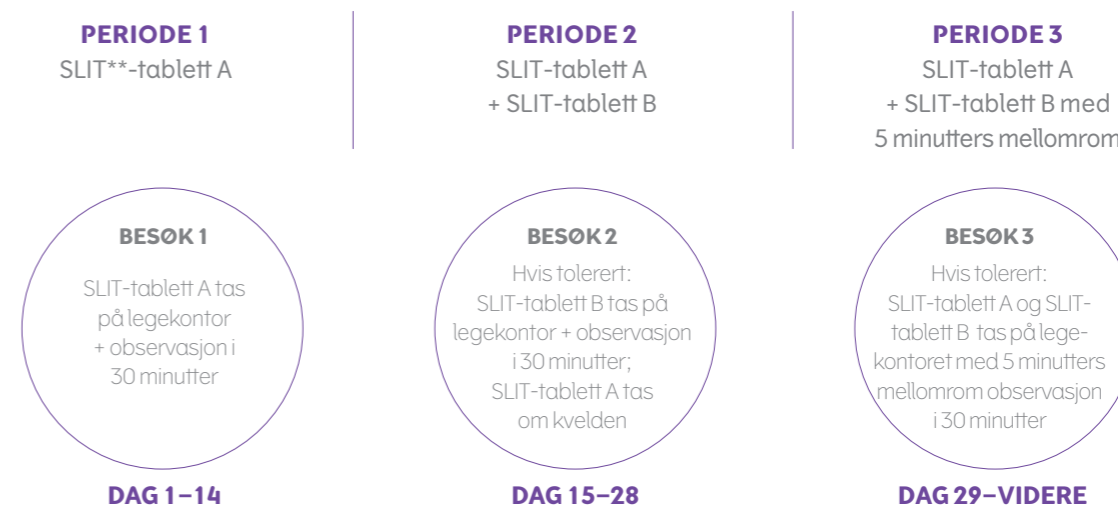 PERIODE 1
SLIT**-tablett A
PERIODE 2
SLIT-tablett A
+ SLIT-tablett B
PERIODE 3
SLIT-tablett A
+ SLIT-tablett B med
5 minutters mellomrom
BESØK 1
SLIT-tablett A tas
på legekontor
+ observasjon i
30 minutter
BESØK 2
Hvis tolerert:
SLIT-tablett B tas på
legekontor + observasjon
i 30 minutter;
SLIT-tablett A tas
om kvelden
BESØK 3
Hvis tolerert:
SLIT-tablett A og SLIT-
tablett B tas på lege-
kontoret med 5 minutters
mellomrom observasjon
i 30 minutter
DAG 1–14
DAG 15–28
DAG 29–VIDERE